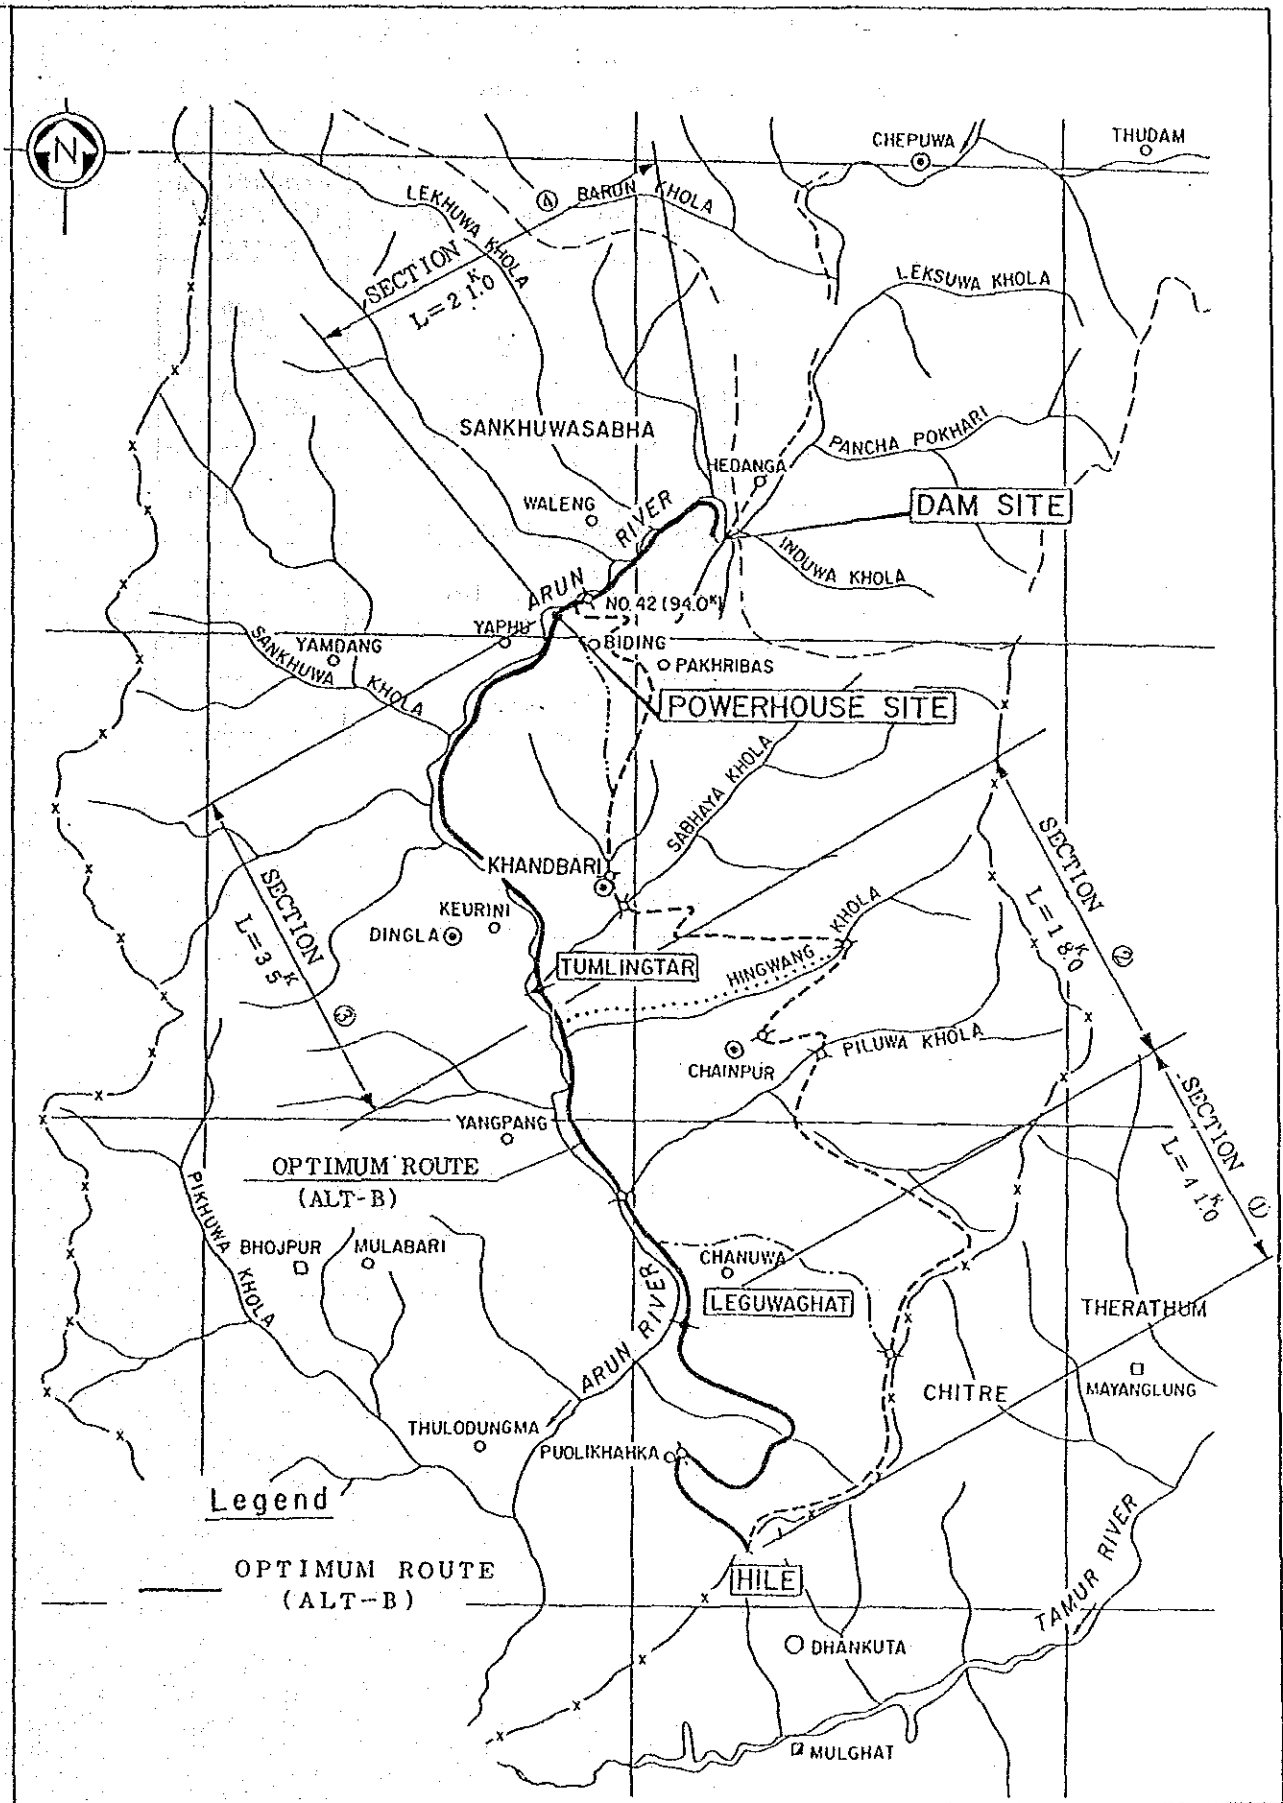 N
CHEPUWA
THUDAM
LEKHUWA KHOLA
④
BARUN KHOLA
SECTION
L=21.0K
LEKSUWA KHOLA
SANKHUWASABHA
PANCHA POKHARI
HEDANGA
WALENG
DAM SITE
ARUN RIVER
INDUWA KHOLA
NO.42 (94.0K)
YAPHU
BIDING
YAMDANG
SANKHUWA KHOLA
PAKHRIBAS
POWERHOUSE SITE
SABHAYA KHOLA
SECTION ②
L=18.0K
KHANDBARI
SECTION ③
L=35K
KEURINI
DINGLA
TUMLINGTAR
HINGWANG KHOLA
PILUWA KHOLA
CHAINPUR
SECTION ①
L=41.0K
YANGPANG
OPTIMUM ROUTE
(ALT-B)
PIKHUWA KHOLA
BHOJPUR
MULABARI
CHANUWA
LEGUWAGHAT
ARUN RIVER
THERATHUM
MAYANGLUNG
CHITRE
THULODUNGMA
PUOLIKHAHKA
Legend
OPTIMUM ROUTE
(ALT-B)
HILE
TAMUR RIVER
DHANKUTA
MULGHAT